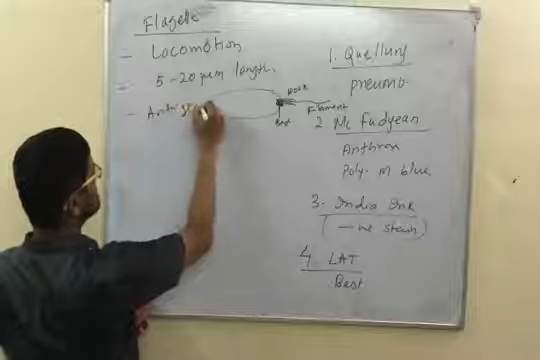 Flagella
- Locomotion
- 5-20 µm length.
- Antige
Hook
Filament
1. Quellung
pneumo
2 Mc Fadyean
Anthrax
Poly. m blue
3. India Ink
(-ve stain)
4. LAT
Best